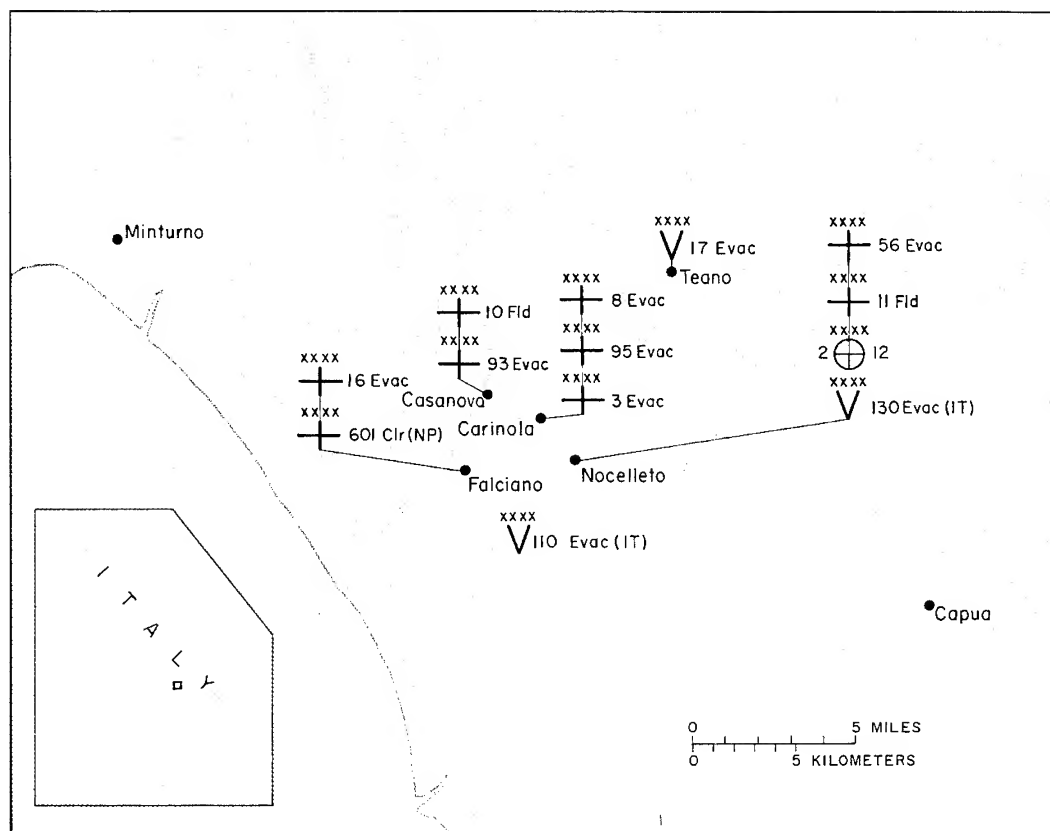 Minturno
XXXX
17 Evac
Teano
XXXX
56 Evac
XXXX
11 Fld
XXXX
2 12
XXXX
130 Evac (IT)
XXXX
10 Fld
XXXX
93 Evac
Casanova
XXXX
8 Evac
XXXX
95 Evac
XXXX
3 Evac
Carinola
XXXX
16 Evac
XXXX
601 Clr (NP)
Falciano
Nocelleto
XXXX
110 Evac (IT)
Capua
ITALY
0 5 MILES
0 5 KILOMETERS